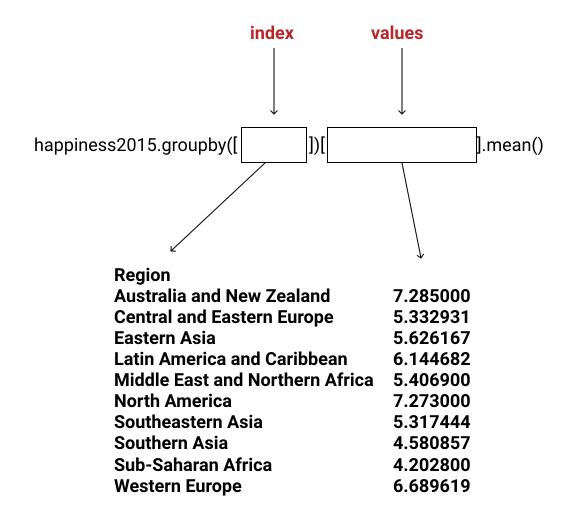 index values
happiness2015.groupby([ ])[ ].mean()
Region
Australia and New Zealand 7.285000
Central and Eastern Europe 5.332931
Eastern Asia 5.626167
Latin America and Caribbean 6.144682
Middle East and Northern Africa 5.406900
North America 7.273000
Southeastern Asia 5.317444
Southern Asia 4.580857
Sub-Saharan Africa 4.202800
Western Europe 6.689619